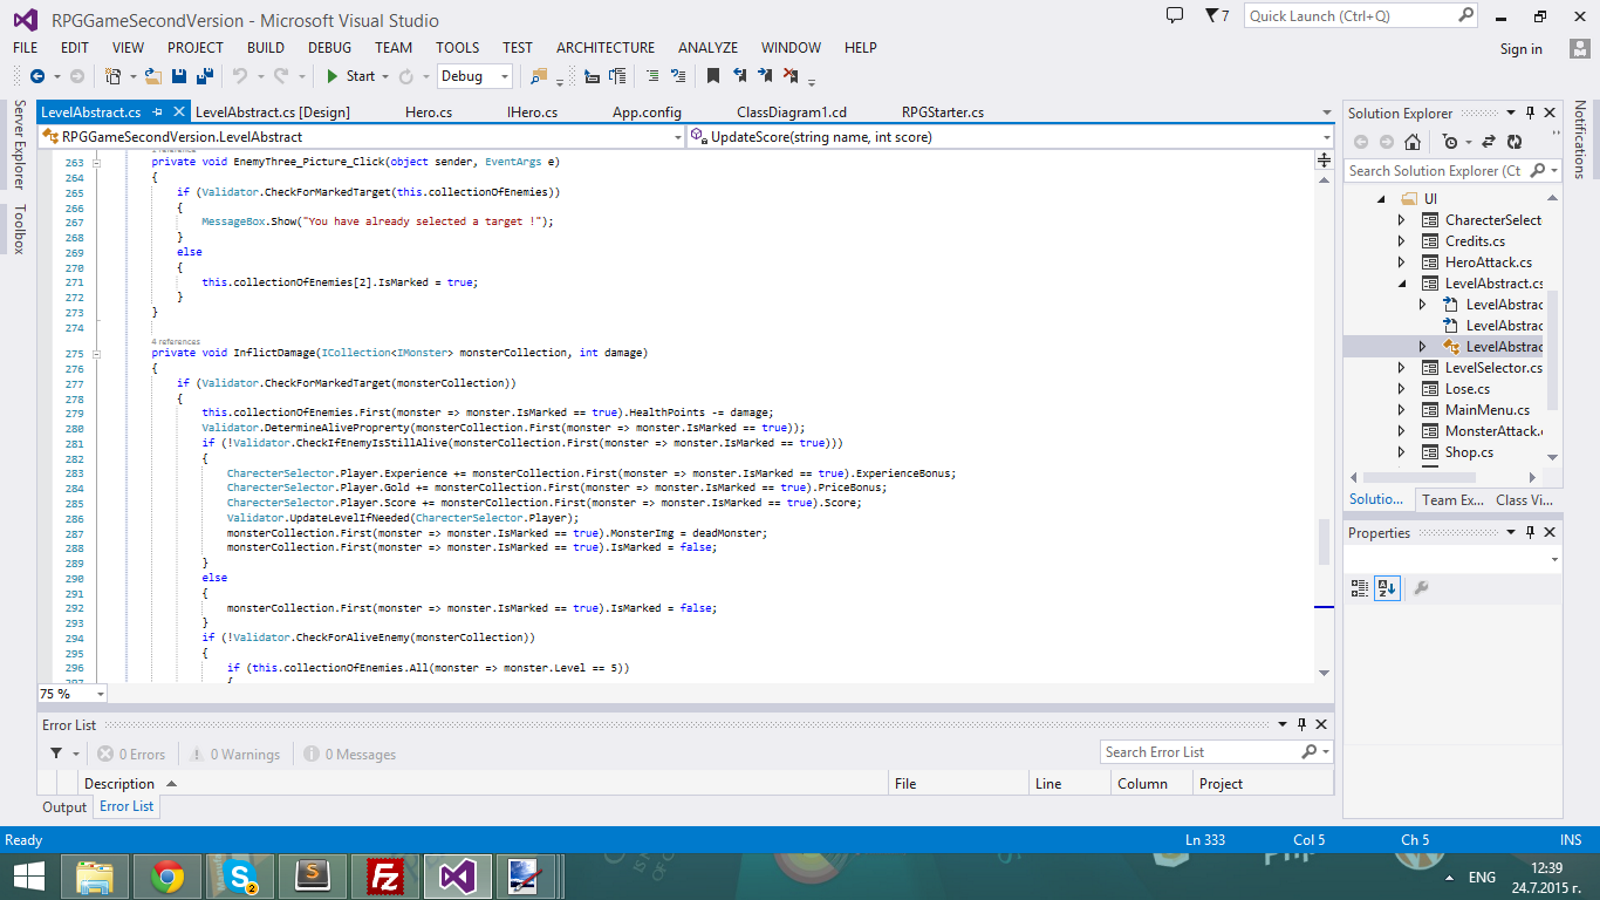 RPGGameSecondVersion - Microsoft Visual Studio
7
Quick Launch (Ctrl+Q)
FILE EDIT VIEW PROJECT BUILD DEBUG TEAM TOOLS TEST ARCHITECTURE ANALYZE WINDOW HELP
Sign in
Start Debug
Server Explorer
Toolbox
LevelAbstract.cs LevelAbstract.cs [Design] Hero.cs IHero.cs App.config ClassDiagram1.cd RPGStarter.cs
RPGGameSecondVersion.LevelAbstract UpdateScore(string name, int score)
263 private void EnemyThree_Picture_Click(object sender, EventArgs e)
264 {
265 if (Validator.CheckForMarkedTarget(this.collectionOfEnemies))
266 {
267 MessageBox.Show("You have already selected a target !");
268 }
269 else
270 {
271 this.collectionOfEnemies[2].IsMarked = true;
272 }
273 }
274
4 references
275 private void InflictDamage(ICollection<IMonster> monsterCollection, int damage)
276 {
277 if (Validator.CheckForMarkedTarget(monsterCollection))
278 {
279 this.collectionOfEnemies.First(monster => monster.IsMarked == true).HealthPoints -= damage;
280 Validator.DetermineAliveProprerty(monsterCollection.First(monster => monster.IsMarked == true));
281 if (!Validator.CheckIfEnemyIsStillAlive(monsterCollection.First(monster => monster.IsMarked == true)))
282 {
283 CharecterSelector.Player.Experience += monsterCollection.First(monster => monster.IsMarked == true).ExperienceBonus;
284 CharecterSelector.Player.Gold += monsterCollection.First(monster => monster.IsMarked == true).PriceBonus;
285 CharecterSelector.Player.Score += monsterCollection.First(monster => monster.IsMarked == true).Score;
286 Validator.UpdateLevelIfNeeded(CharecterSelector.Player);
287 monsterCollection.First(monster => monster.IsMarked == true).MonsterImg = deadMonster;
288 monsterCollection.First(monster => monster.IsMarked == true).IsMarked = false;
289 }
290 else
291 {
292 monsterCollection.First(monster => monster.IsMarked == true).IsMarked = false;
293 }
294 if (!Validator.CheckForAliveEnemy(monsterCollection))
295 {
296 if (this.collectionOfEnemies.All(monster => monster.Level == 5))
75 %
Solution Explorer
Search Solution Explorer (Ct
UI
CharecterSelect
Credits.cs
HeroAttack.cs
LevelAbstract.cs
LevelAbstrac
LevelAbstrac
LevelAbstrac
LevelSelector.cs
Lose.cs
MainMenu.cs
MonsterAttack.
Shop.cs
Solutio... Team Ex... Class Vi...
Properties
Notifications
Error List
0 Errors 0 Warnings 0 Messages
Search Error List
Description File Line Column Project
Output Error List
Ready Ln 333 Col 5 Ch 5 INS
2
ENG
12:39
24.7.2015 г.